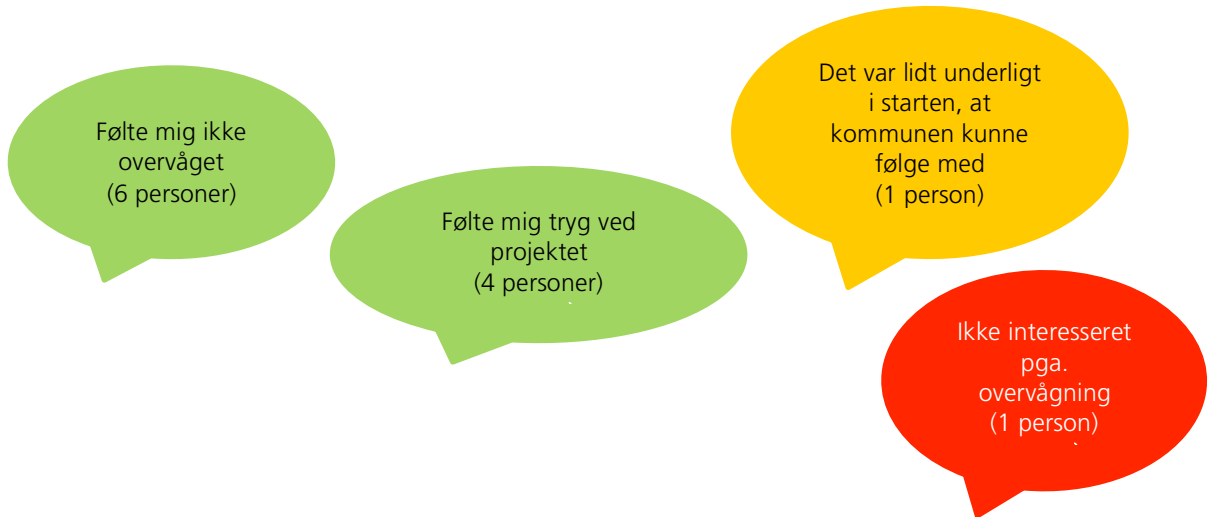 Følte mig ikke
overvåget
(6 personer)
Følte mig tryg ved
projektet
(4 personer)
Det var lidt underligt
i starten, at
kommunen kunne
følge med
(1 person)
Ikke interesseret
pga.
overvågning
(1 person)